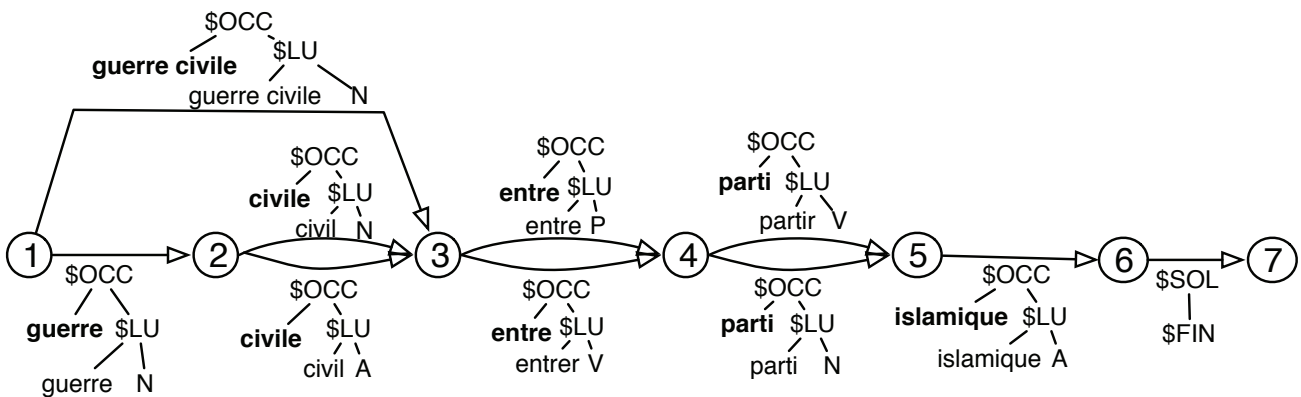 $OCC
guerre civile $LU
guerre civile N
$OCC
civile $LU
civil N
$OCC
entre $LU
entre P
$OCC
parti $LU
partir V
1 2 3 4 5 6 7
$OCC
guerre $LU
guerre N
$OCC
civile $LU
civil A
$OCC
entre $LU
entrer V
$OCC
parti $LU
parti N
$OCC
islamique $LU
islamique A
$SOL
$FIN